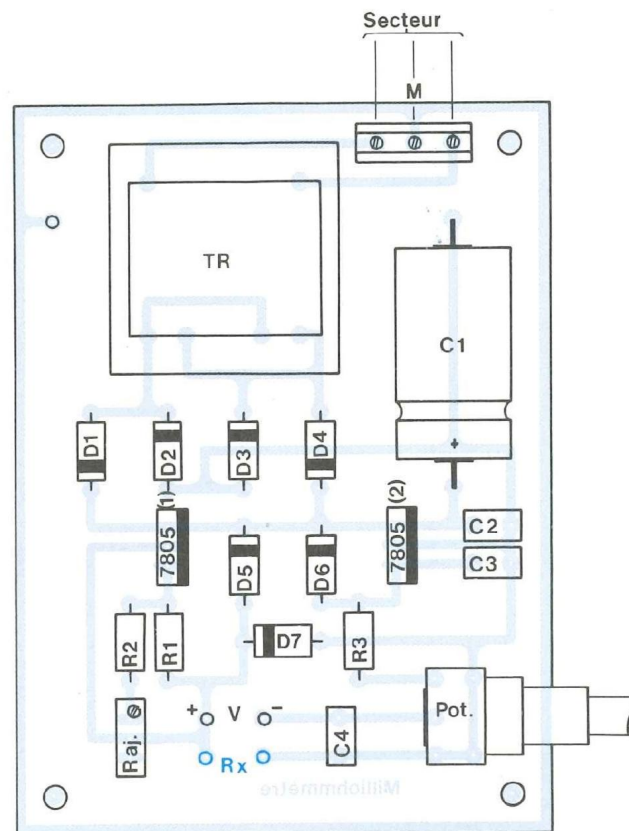 Secteur
M
TR
C1
+
D1
D2
D3
D4
7805 (1)
7805 (2)
C2
C3
D5
D6
D7
R2
R1
R3
+ V -
Raj.
Rx
C4
Pot.
Milliohmmètre